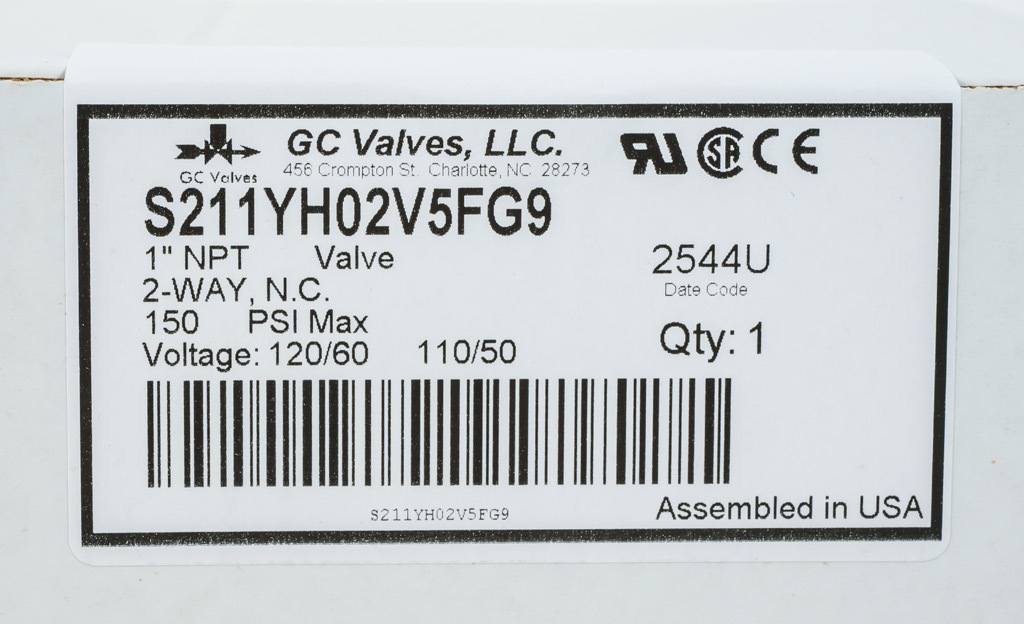 GC Valves
GC Valves, LLC.
456 Crompton St. Charlotte, NC 28273
S211YH02V5FG9
1" NPT Valve
2-WAY, N.C.
150 PSI Max
Voltage: 120/60 110/50
2544U
Date Code
Qty: 1
S211YH02V5FG9
Assembled in USA